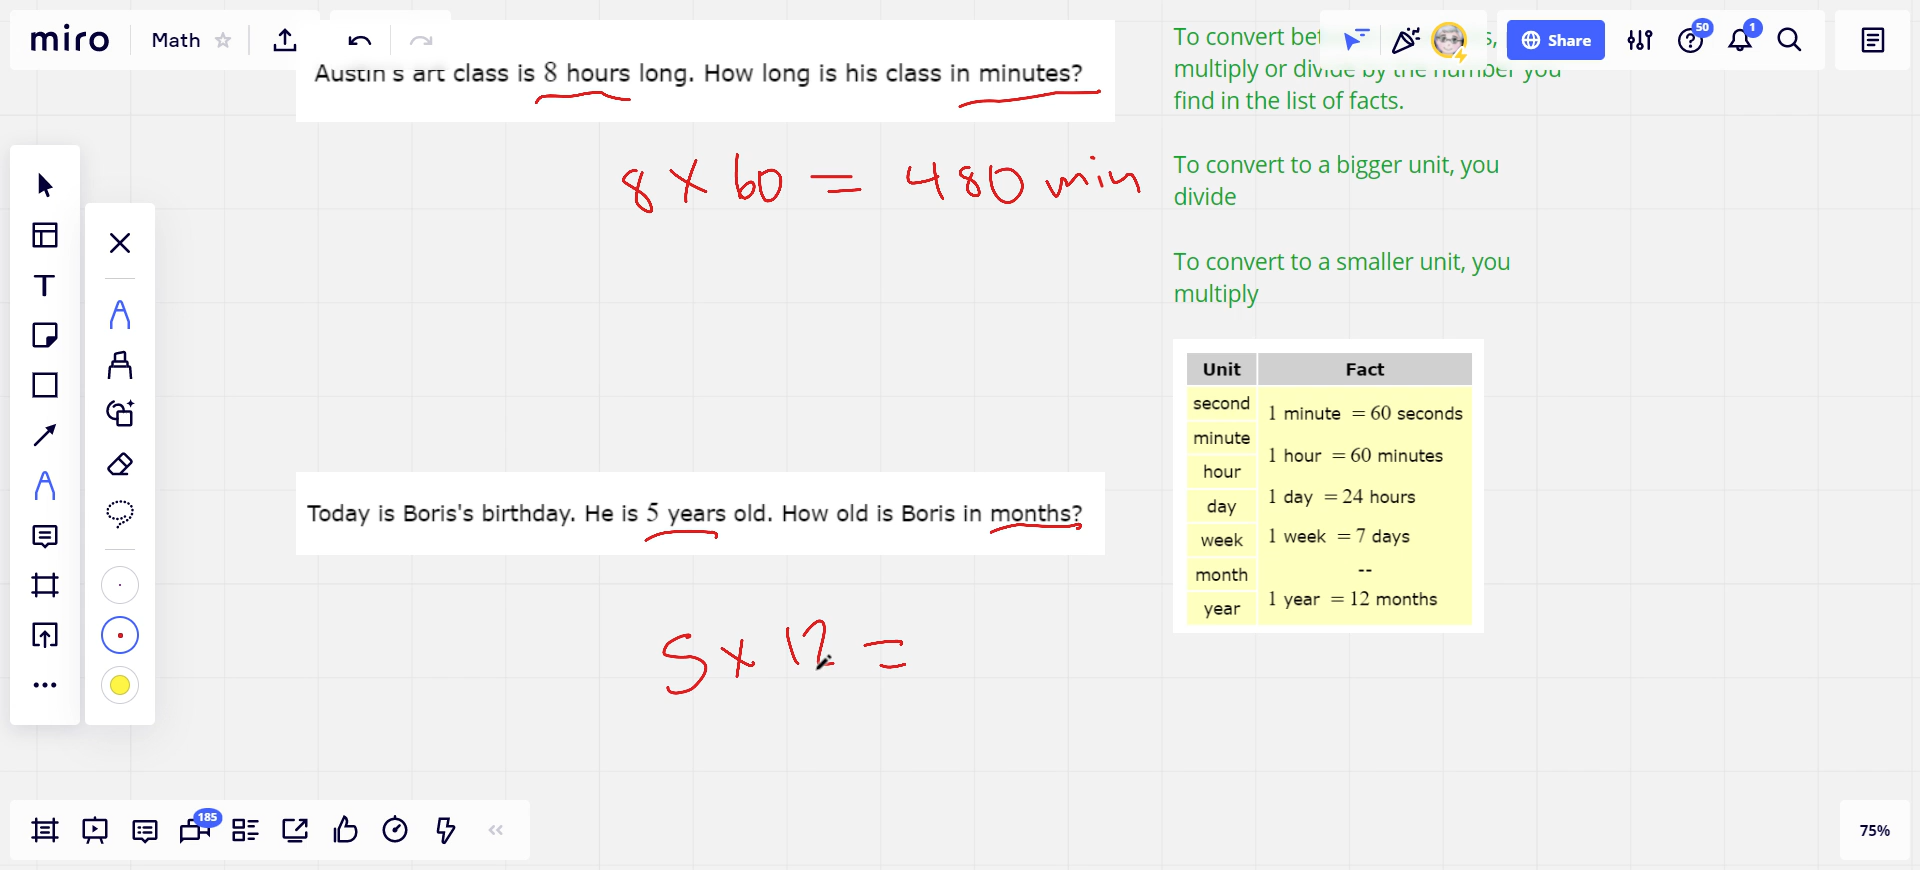 miro
Math
Share
50
1
Austin's art class is 8 hours long. How long is his class in minutes?
8 x 60 = 480 min
To convert bet s,
multiply or divide by the number you
find in the list of facts.
To convert to a bigger unit, you
divide
To convert to a smaller unit, you
multiply
Unit Fact
second
minute
hour
day
week
month
year
1 minute = 60 seconds
1 hour = 60 minutes
1 day = 24 hours
1 week = 7 days
--
1 year = 12 months
Today is Boris's birthday. He is 5 years old. How old is Boris in months?
5 x 12 =
185
75%